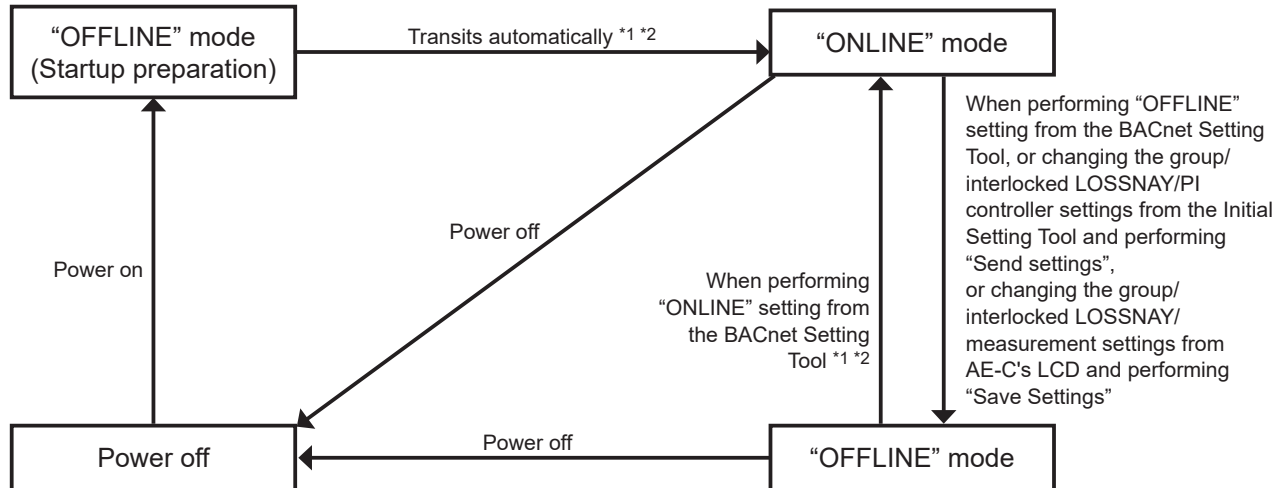 “OFFLINE” mode
(Startup preparation)
Transits automatically *1 *2
“ONLINE” mode
When performing “OFFLINE”
setting from the BACnet Setting
Tool, or changing the group/
interlocked LOSSNAY/PI
controller settings from the Initial
Setting Tool and performing
“Send settings”,
or changing the group/
interlocked LOSSNAY/
measurement settings from
AE-C's LCD and performing
“Save Settings”
Power off
Power on
When performing
“ONLINE” setting from
the BACnet Setting
Tool *1 *2
Power off
Power off
“OFFLINE” mode